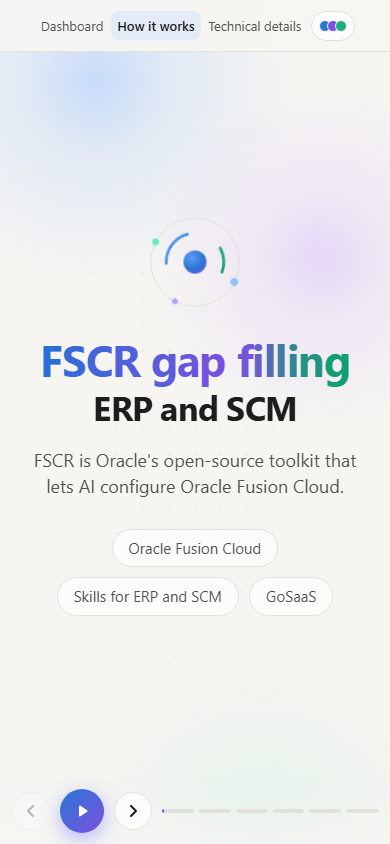 Dashboard How it works Technical details
FSCR gap filling
ERP and SCM
FSCR is Oracle's open-source toolkit that
lets AI configure Oracle Fusion Cloud.
Oracle Fusion Cloud
Skills for ERP and SCM GoSaaS